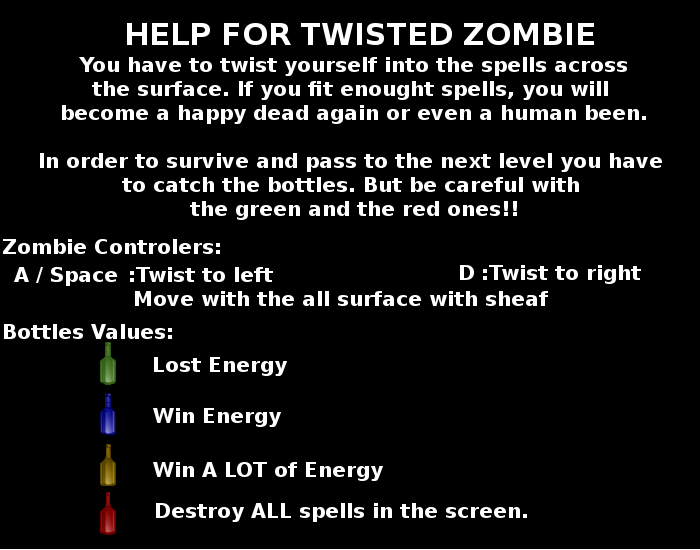 HELP FOR TWISTED ZOMBIE
You have to twist yourself into the spells across
the surface. If you fit enought spells, you will
become a happy dead again or even a human been.
In order to survive and pass to the next level you have
to catch the bottles. But be careful with
the green and the red ones!!
Zombie Controlers:
A / Space :Twist to left D :Twist to right
Move with the all surface with sheaf
Bottles Values:
Lost Energy
Win Energy
Win A LOT of Energy
Destroy ALL spells in the screen.